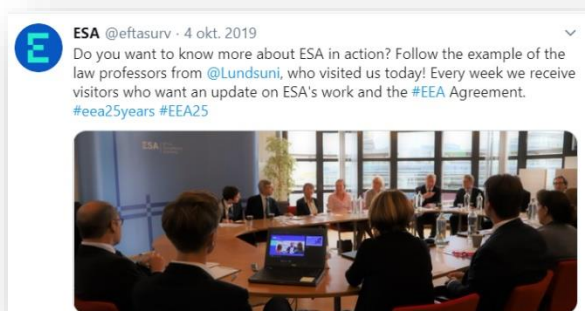 ESA @eftasurv · 4 okt. 2019
Do you want to know more about ESA in action? Follow the example of the
law professors from @Lundsuni, who visited us today! Every week we receive
visitors who want an update on ESA's work and the #EEA Agreement.
#eea25years #EEA25
ESA